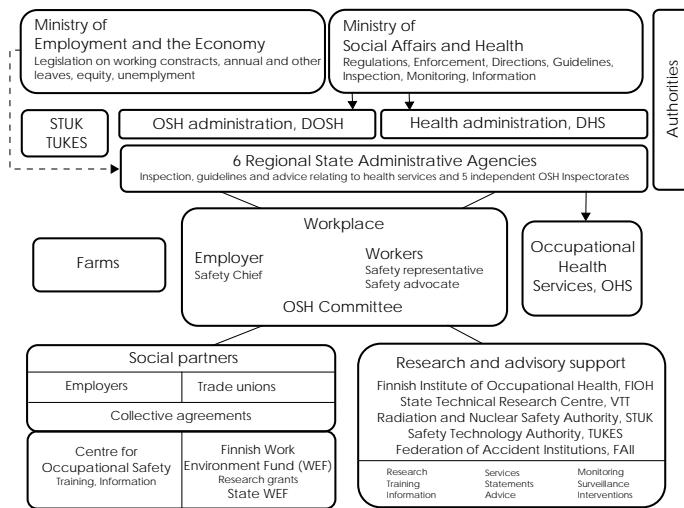 Ministry of
Employment and the Economy
Legislation on working contracts, annual and other
leaves, equity, unemplyment
Ministry of
Social Affairs and Health
Regulations, Enforcement, Directions, Guidelines,
Inspection, Monitoring, Information
Authorities
STUK
TUKES
OSH administration, DOSH
Health administration, DHS
6 Regional State Administrative Agencies
Inspection, guidelines and advice relating to health services and 5 independent OSH Inspectorates
Farms
Workplace
Employer
Safety Chief
Workers
Safety representative
Safety advocate
OSH Committee
Occupational
Health
Services, OHS
Social partners
Employers
Trade unions
Collective agreements
Centre for
Occupational Safety
Training, Information
Finnish Work
Environment Fund (WEF)
Research grants
State WEF
Research and advisory support
Finnish Institute of Occupational Health, FIOH
State Technical Research Centre, VTT
Radiation and Nuclear Safety Authority, STUK
Safety Technology Authority, TUKES
Federation of Accident Institutions, FAII
Research
Training
Information
Services
Statements
Advice
Monitoring
Surveillance
Interventions